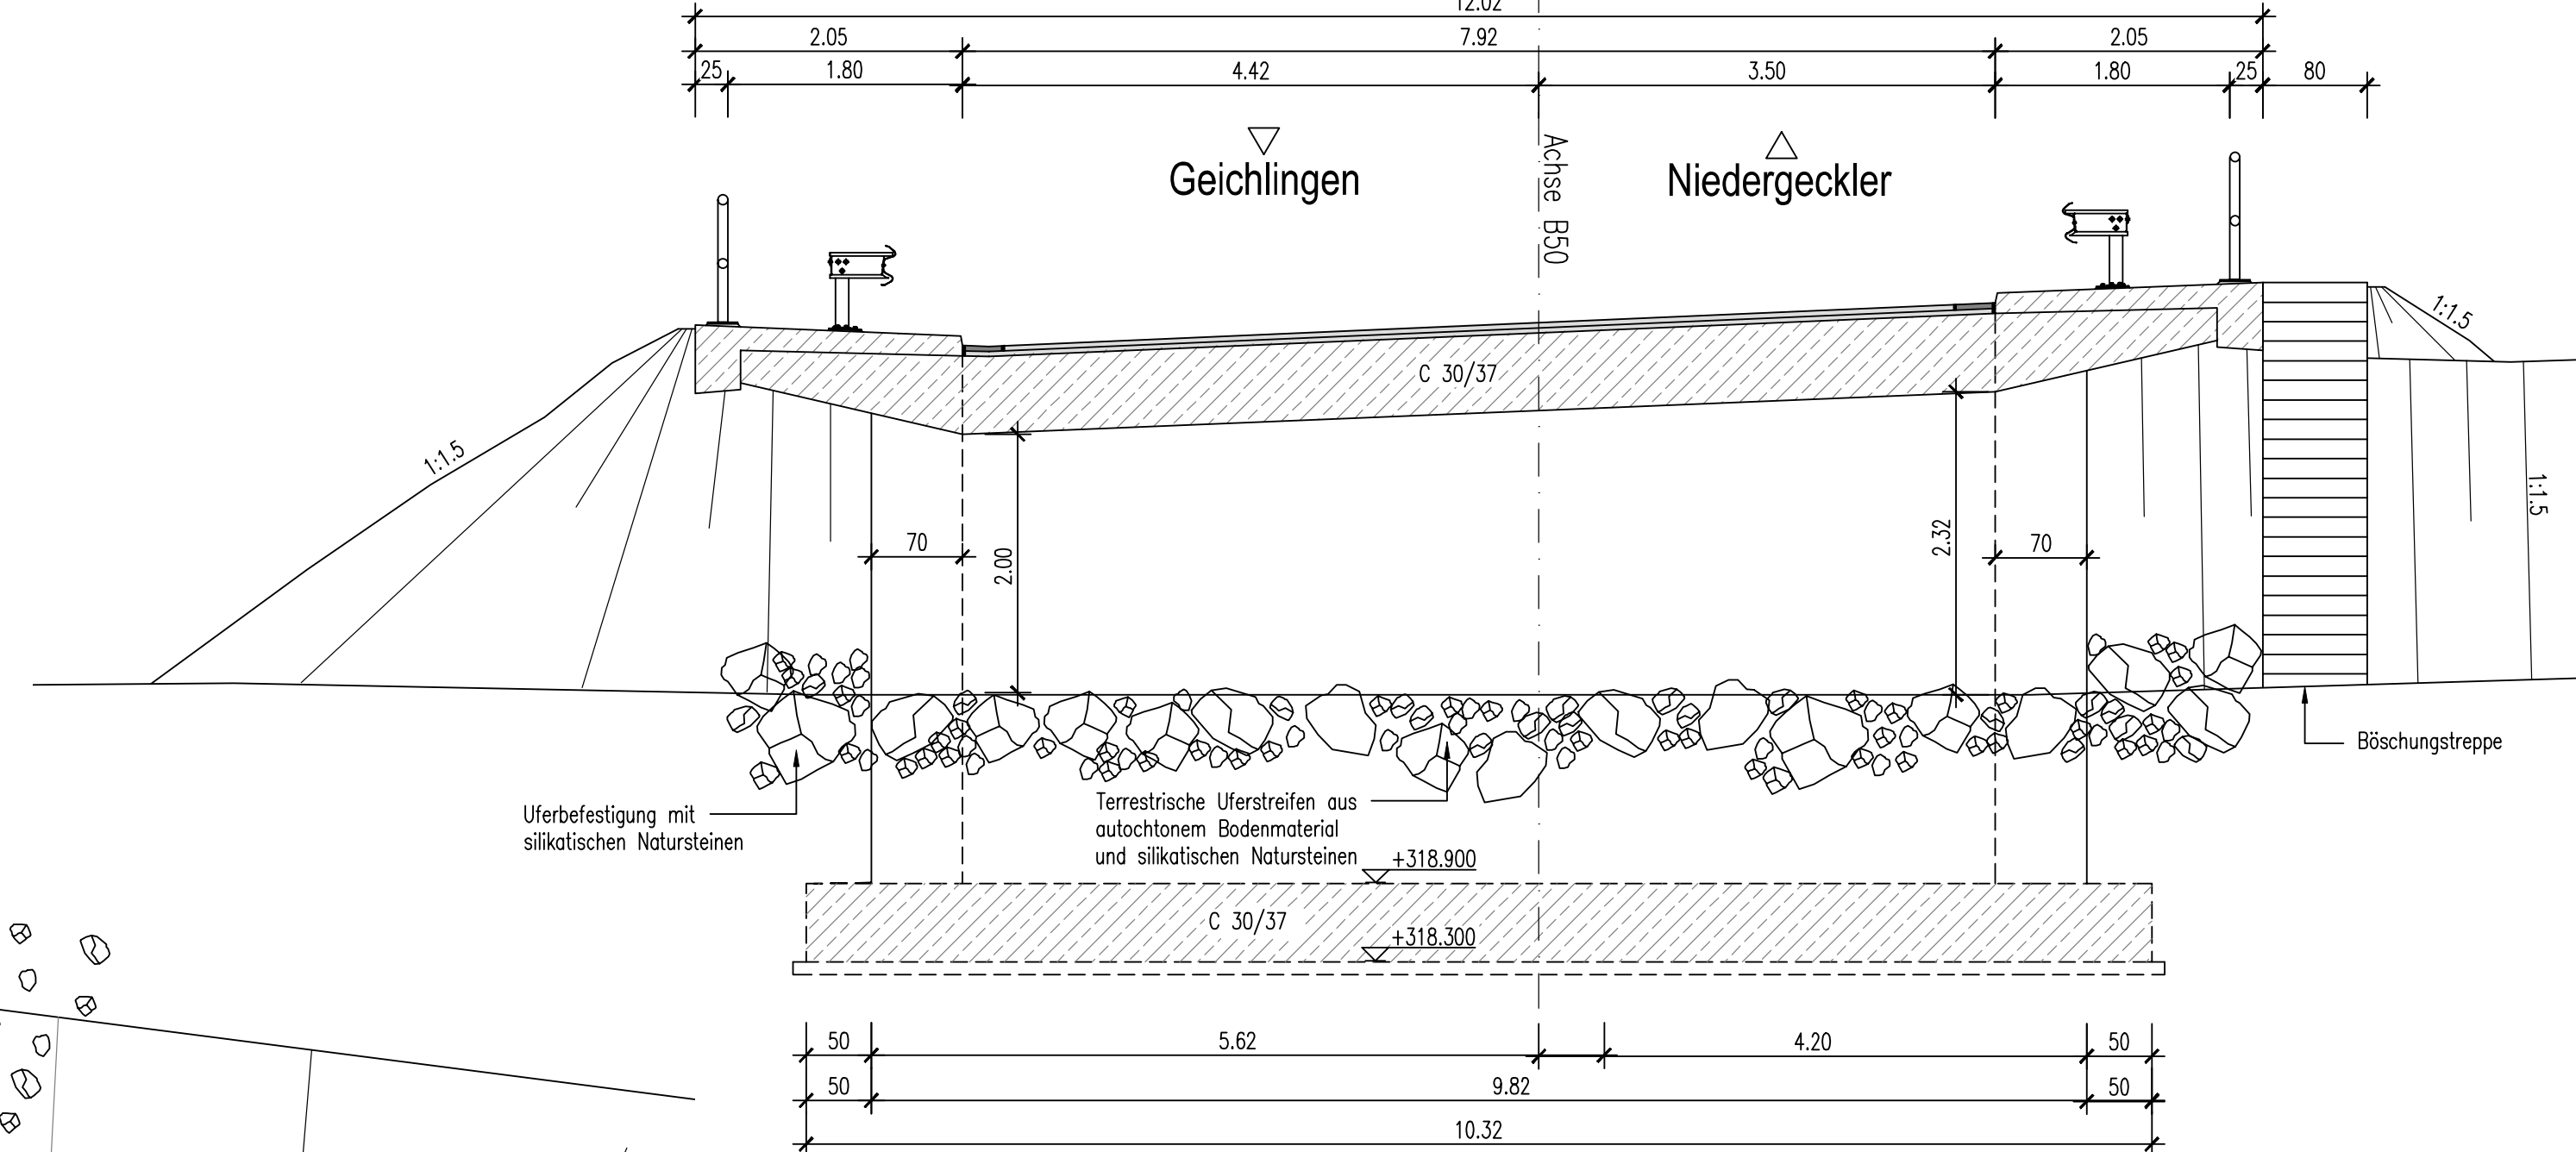 12.02
2.05 7.92 2.05
25 1.80 4.42 3.50 1.80 25 80
Geichlingen
Niedergeckler
Achse B50
1:1.5
1:1.5
1:1.5
C 30/37
70
2.00
2.32
70
Böschungstreppe
Uferbefestigung mit
silikatischen Natursteinen
Terrestrische Uferstreifen aus
autochtonem Bodenmaterial
und silikatischen Natursteinen
+318.900
C 30/37
+318.300
50 5.62 4.20 50
50 9.82 50
10.32